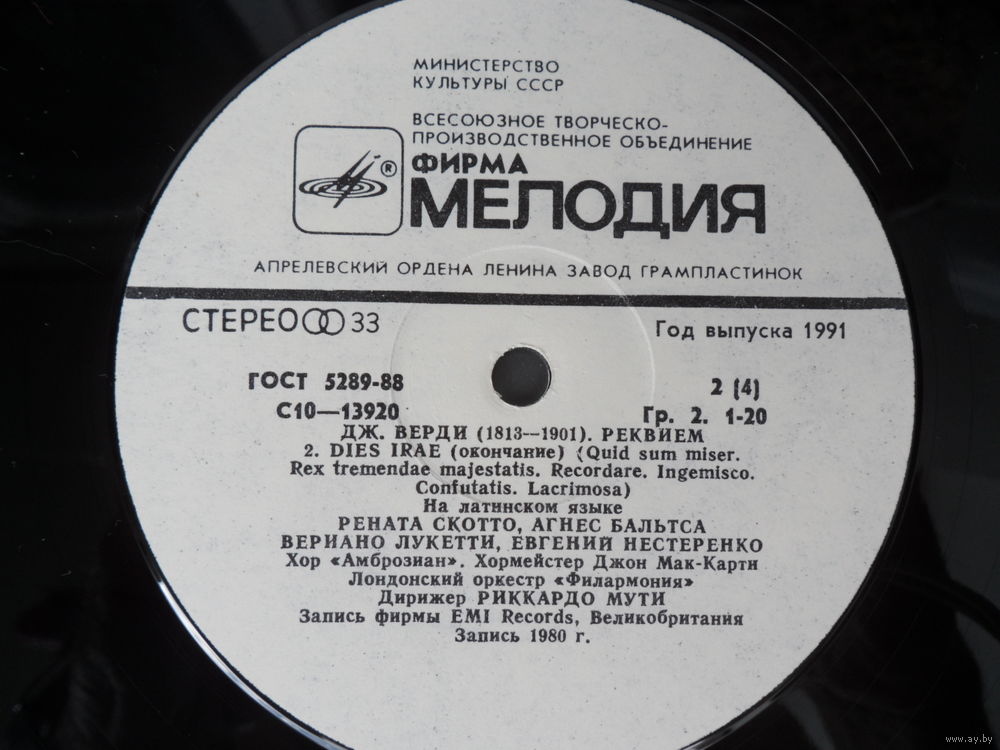 МИНИСТЕРСТВО
КУЛЬТУРЫ СССР
ВСЕСОЮЗНОЕ ТВОРЧЕСКО-
ПРОИЗВОДСТВЕННОЕ ОБЪЕДИНЕНИЕ
®
ФИРМА
МЕЛОДИЯ
АПРЕЛЕВСКИЙ ОРДЕНА ЛЕНИНА ЗАВОД ГРАМПЛАСТИНОК
СТЕРЕО 33
Год выпуска 1991
ГОСТ 5289-88
2 (4)
С10—13920
Гр. 2. 1-20
ДЖ. ВЕРДИ (1813—1901). РЕКВИЕМ
2. DIES IRAE (окончание) (Quid sum miser.
Rex tremendae majestatis. Recordare. Ingemisco.
Confutatis. Lacrimosa)
На латинском языке
РЕНАТА СКОТТО, АГНЕС БАЛЬТСА
ВЕРИАНО ЛУКЕТТИ, ЕВГЕНИЙ НЕСТЕРЕНКО
Хор «Амброзиан». Хормейстер Джон Мак-Карти
Лондонский оркестр «Филармония»
Дирижер РИККАРДО МУТИ
Запись фирмы EMI Records, Великобритания
Запись 1980 г.
www.ay.by